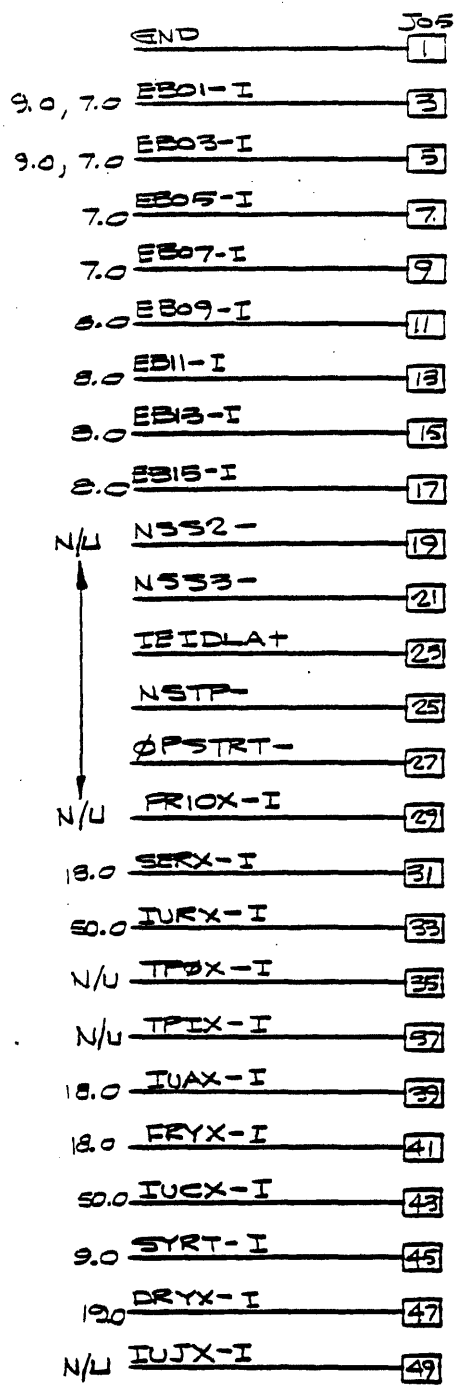 J05
GND 1
9.0, 7.0 EB01-I 3
9.0, 7.0 EB03-I 5
7.0 EB05-I 7
7.0 EB07-I 9
8.0 EB09-I 11
8.0 EB11-I 13
8.0 EB13-I 15
8.0 EB15-I 17
N/U NSS2- 19
NSS3- 21
IEIDLA+ 23
NSTP- 25
ØPSTRT- 27
N/U PRIOX-I 29
18.0 SERX-I 31
50.0 IURX-I 33
N/U TPØX-I 35
N/U TPIX-I 37
18.0 IUAX-I 39
18.0 FRYX-I 41
50.0 IUCX-I 43
9.0 SYRT-I 45
19.0 DRYX-I 47
N/U IUJX-I 49